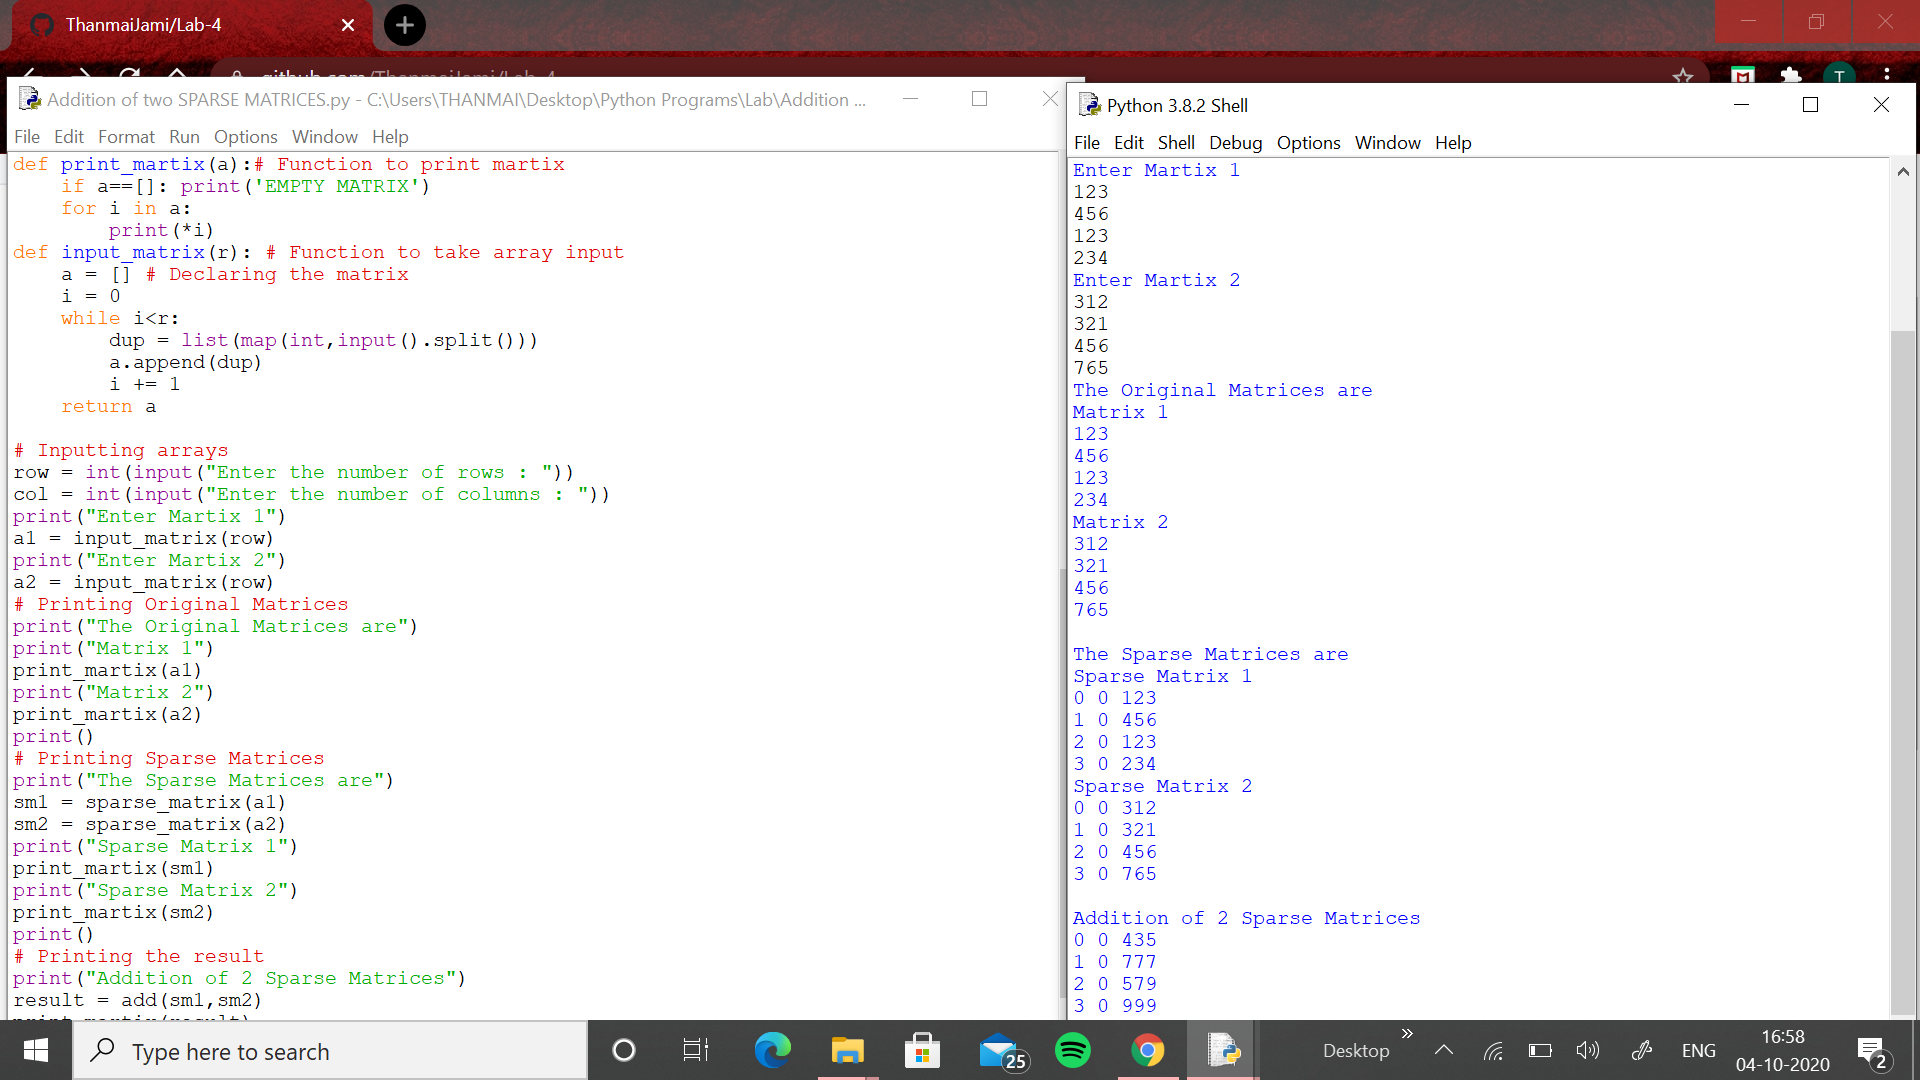 ThanmaiJami/Lab-4
github.com/ThanmaiJami/Lab-4
Addition of two SPARSE MATRICES.py - C:\Users\THANMAI\Desktop\Python Programs\Lab\Addition ...
File Edit Format Run Options Window Help
def print_martix(a):# Function to print martix
    if a==[]: print('EMPTY MATRIX')
    for i in a:
        print(*i)
def input_matrix(r): # Function to take array input
    a = [] # Declaring the matrix
    i = 0
    while i<r:
        dup = list(map(int,input().split()))
        a.append(dup)
        i += 1
    return a

# Inputting arrays
row = int(input("Enter the number of rows : "))
col = int(input("Enter the number of columns : "))
print("Enter Martix 1")
a1 = input_matrix(row)
print("Enter Martix 2")
a2 = input_matrix(row)
# Printing Original Matrices
print("The Original Matrices are")
print("Matrix 1")
print_martix(a1)
print("Matrix 2")
print_martix(a2)
print()
# Printing Sparse Matrices
print("The Sparse Matrices are")
sm1 = sparse_matrix(a1)
sm2 = sparse_matrix(a2)
print("Sparse Matrix 1")
print_martix(sm1)
print("Sparse Matrix 2")
print_martix(sm2)
print()
# Printing the result
print("Addition of 2 Sparse Matrices")
result = add(sm1,sm2)
print_martix(result)
Python 3.8.2 Shell
File Edit Shell Debug Options Window Help
Enter Martix 1
123
456
123
234
Enter Martix 2
312
321
456
765
The Original Matrices are
Matrix 1
123
456
123
234
Matrix 2
312
321
456
765

The Sparse Matrices are
Sparse Matrix 1
0 0 123
1 0 456
2 0 123
3 0 234
Sparse Matrix 2
0 0 312
1 0 321
2 0 456
3 0 765

Addition of 2 Sparse Matrices
0 0 435
1 0 777
2 0 579
3 0 999
T
Type here to search
25
Desktop
ENG
16:58
04-10-2020
2